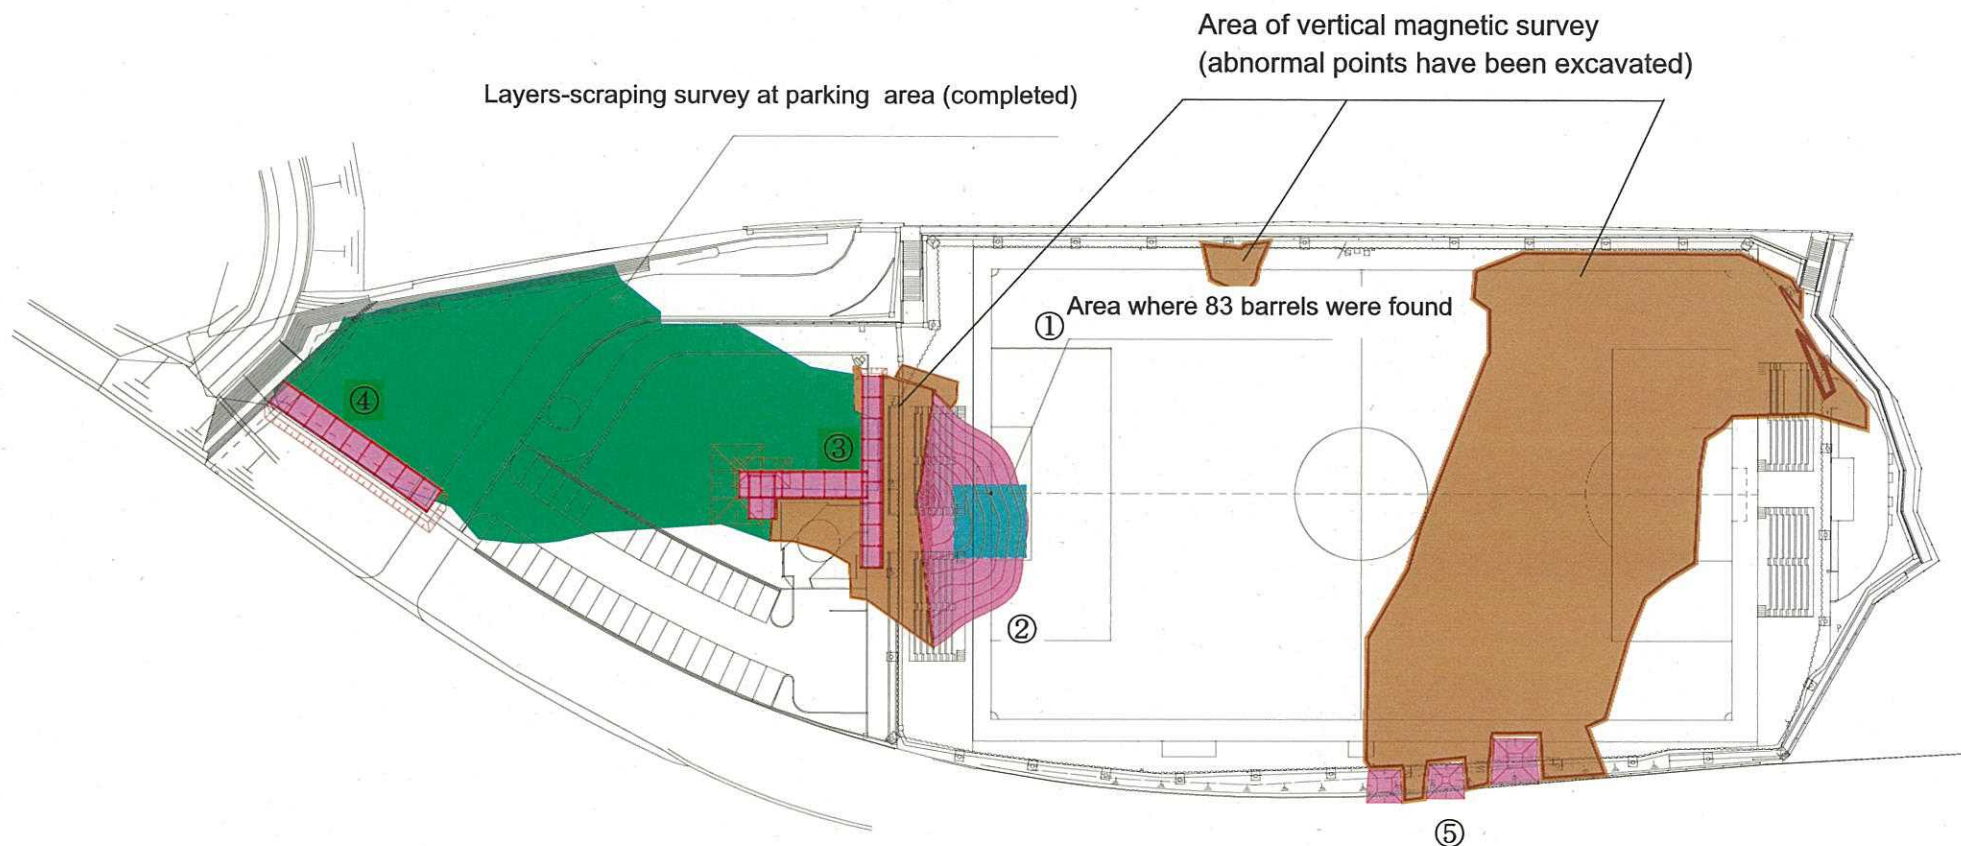 Area of vertical magnetic survey
(abnormal points have been excavated)
Layers-scraping survey at parking area (completed)
① Area where 83 barrels were found
④
③
②
⑤